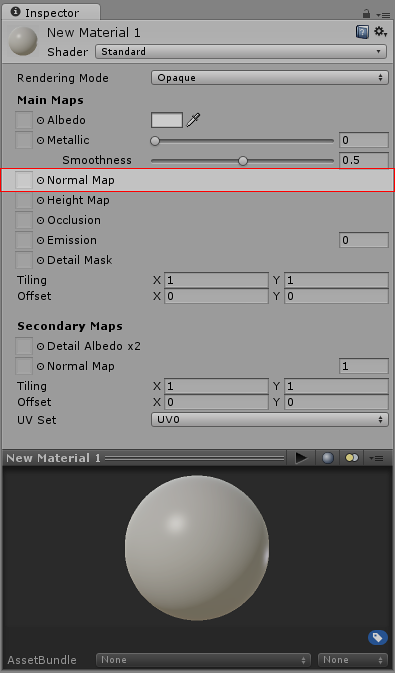 Inspector
New Material 1
Shader Standard
Rendering Mode Opaque
Main Maps
Albedo
Metallic 0
Smoothness 0.5
Normal Map
Height Map
Occlusion
Emission 0
Detail Mask
Tiling X 1 Y 1
Offset X 0 Y 0
Secondary Maps
Detail Albedo x2
Normal Map 1
Tiling X 1 Y 1
Offset X 0 Y 0
UV Set UV0
New Material 1
AssetBundle None None